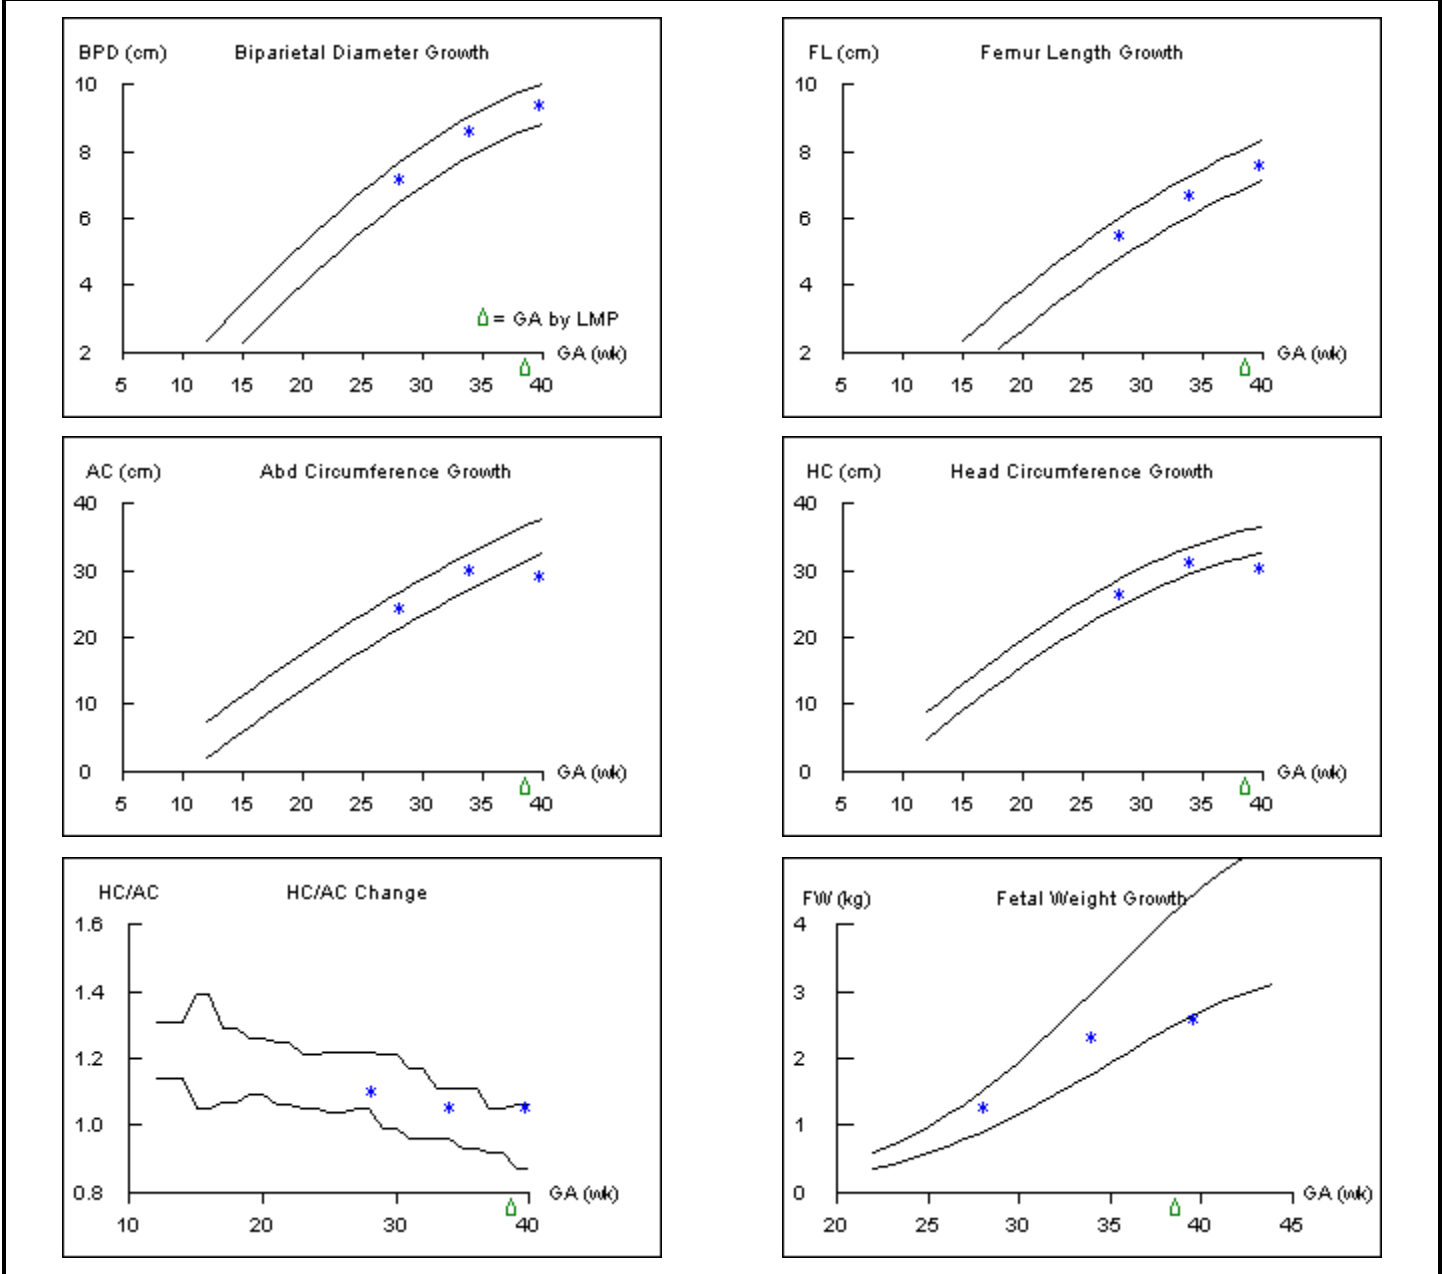 BPD (cm) Biparietal Diameter Growth
10
8
6
4
2
= GA by LMP
GA (wk)
5 10 15 20 25 30 35 40
FL (cm) Femur Length Growth
10
8
6
4
2
GA (wk)
5 10 15 20 25 30 35 40
AC (cm) Abd Circumference Growth
40
30
20
10
0
GA (wk)
5 10 15 20 25 30 35 40
HC (cm) Head Circumference Growth
40
30
20
10
0
GA (wk)
5 10 15 20 25 30 35 40
HC/AC HC/AC Change
1.6
1.4
1.2
1.0
0.8
GA (wk)
10 20 30 40
FW (kg) Fetal Weight Growth
4
3
2
1
0
GA (wk)
20 25 30 35 40 45